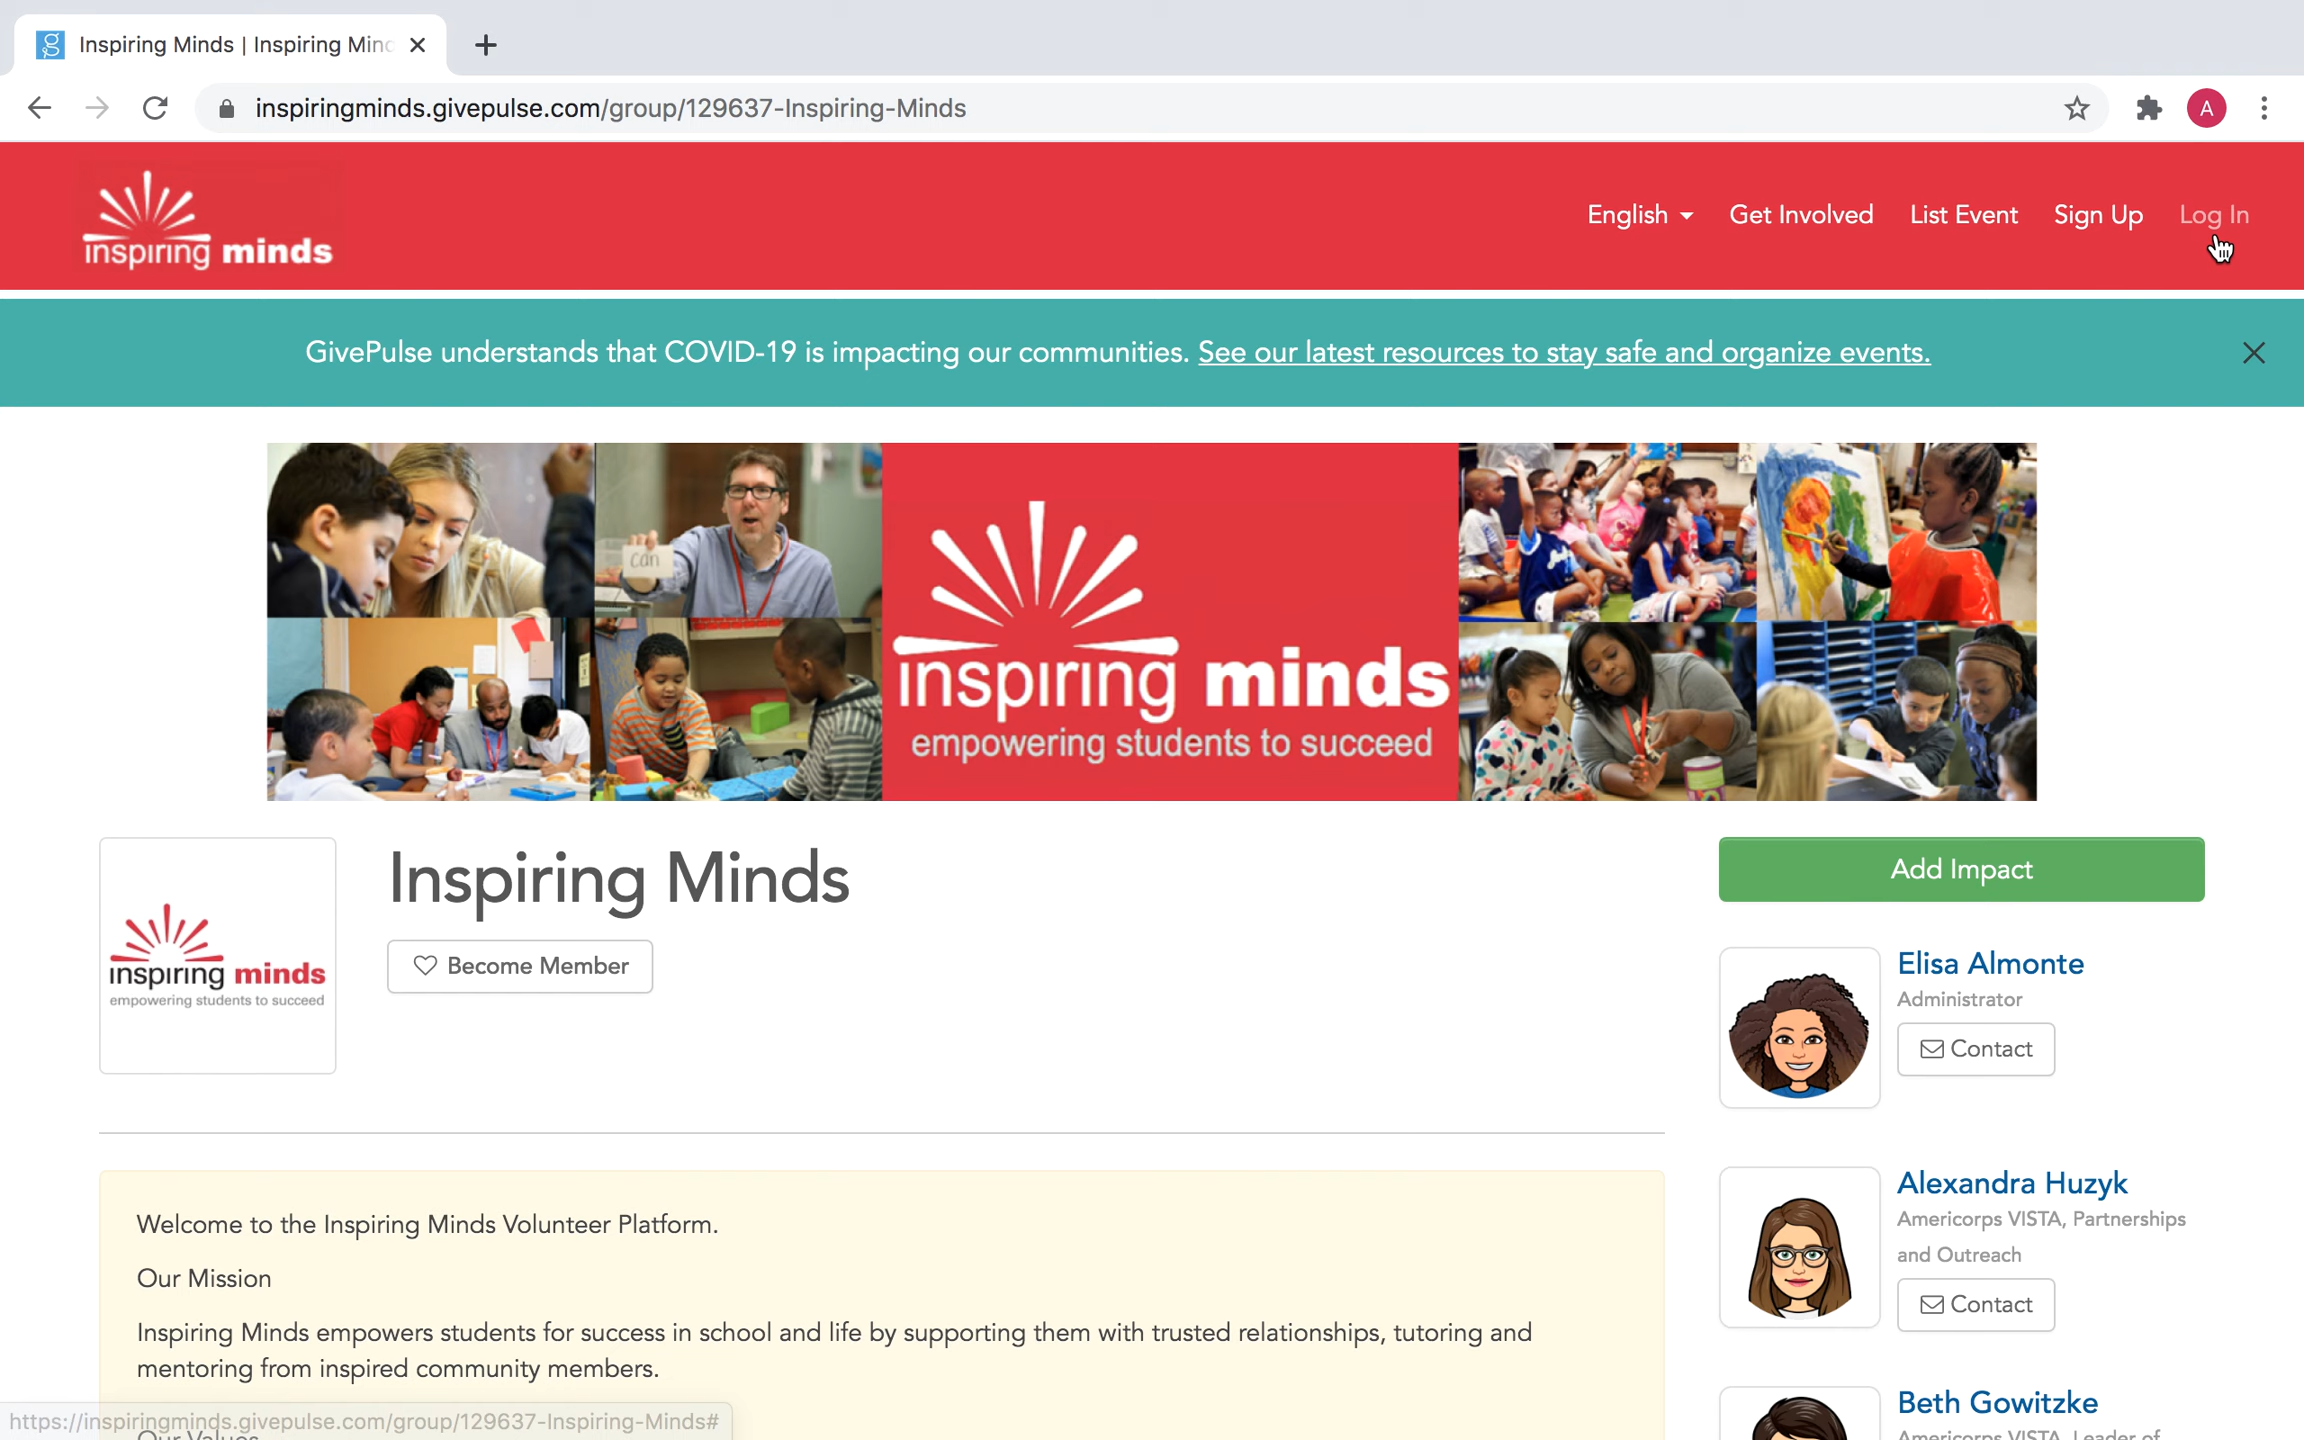 Inspiring Minds | Inspiring Minc
inspiringminds.givepulse.com/group/129637-Inspiring-Minds
A
inspiring minds
English
Get Involved
List Event
Sign Up
Log In
GivePulse understands that COVID-19 is impacting our communities. See our latest resources to stay safe and organize events.
can
inspiring minds
empowering students to succeed
inspiring minds
empowering students to succeed
Inspiring Minds
Become Member
Add Impact
Elisa Almonte
Administrator
Contact
Alexandra Huzyk
Americorps VISTA, Partnerships
and Outreach
Contact
Beth Gowitzke
Americorps VISTA, Leader of
Welcome to the Inspiring Minds Volunteer Platform.
Our Mission
Inspiring Minds empowers students for success in school and life by supporting them with trusted relationships, tutoring and
mentoring from inspired community members.
Our Values
https://inspiringminds.givepulse.com/group/129637-Inspiring-Minds#